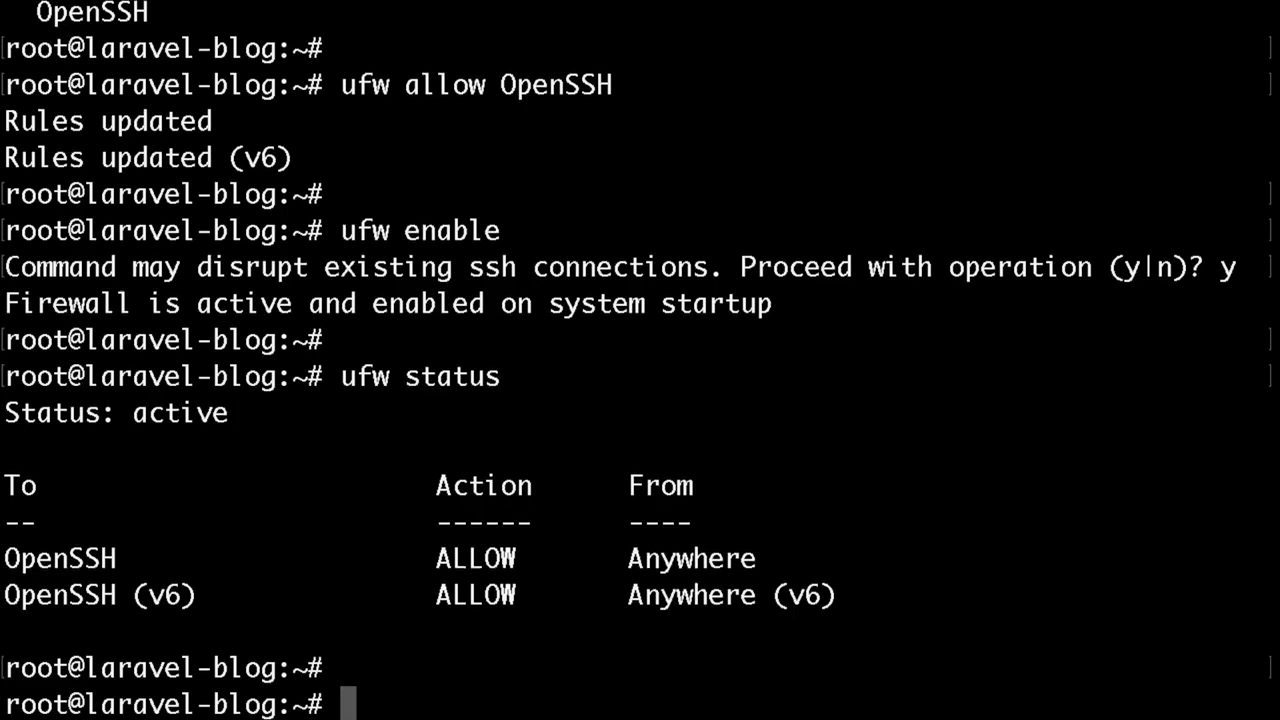 OpenSSH
[root@laravel-blog:~# ]
[root@laravel-blog:~# ufw allow OpenSSH ]
Rules updated
Rules updated (v6)
[root@laravel-blog:~# ]
[root@laravel-blog:~# ufw enable ]
[Command may disrupt existing ssh connections. Proceed with operation (y|n)? y ]
Firewall is active and enabled on system startup
[root@laravel-blog:~# ]
[root@laravel-blog:~# ufw status ]
Status: active
To Action From
-- ------ ----
OpenSSH ALLOW Anywhere
OpenSSH (v6) ALLOW Anywhere (v6)
[root@laravel-blog:~# ]
root@laravel-blog:~#